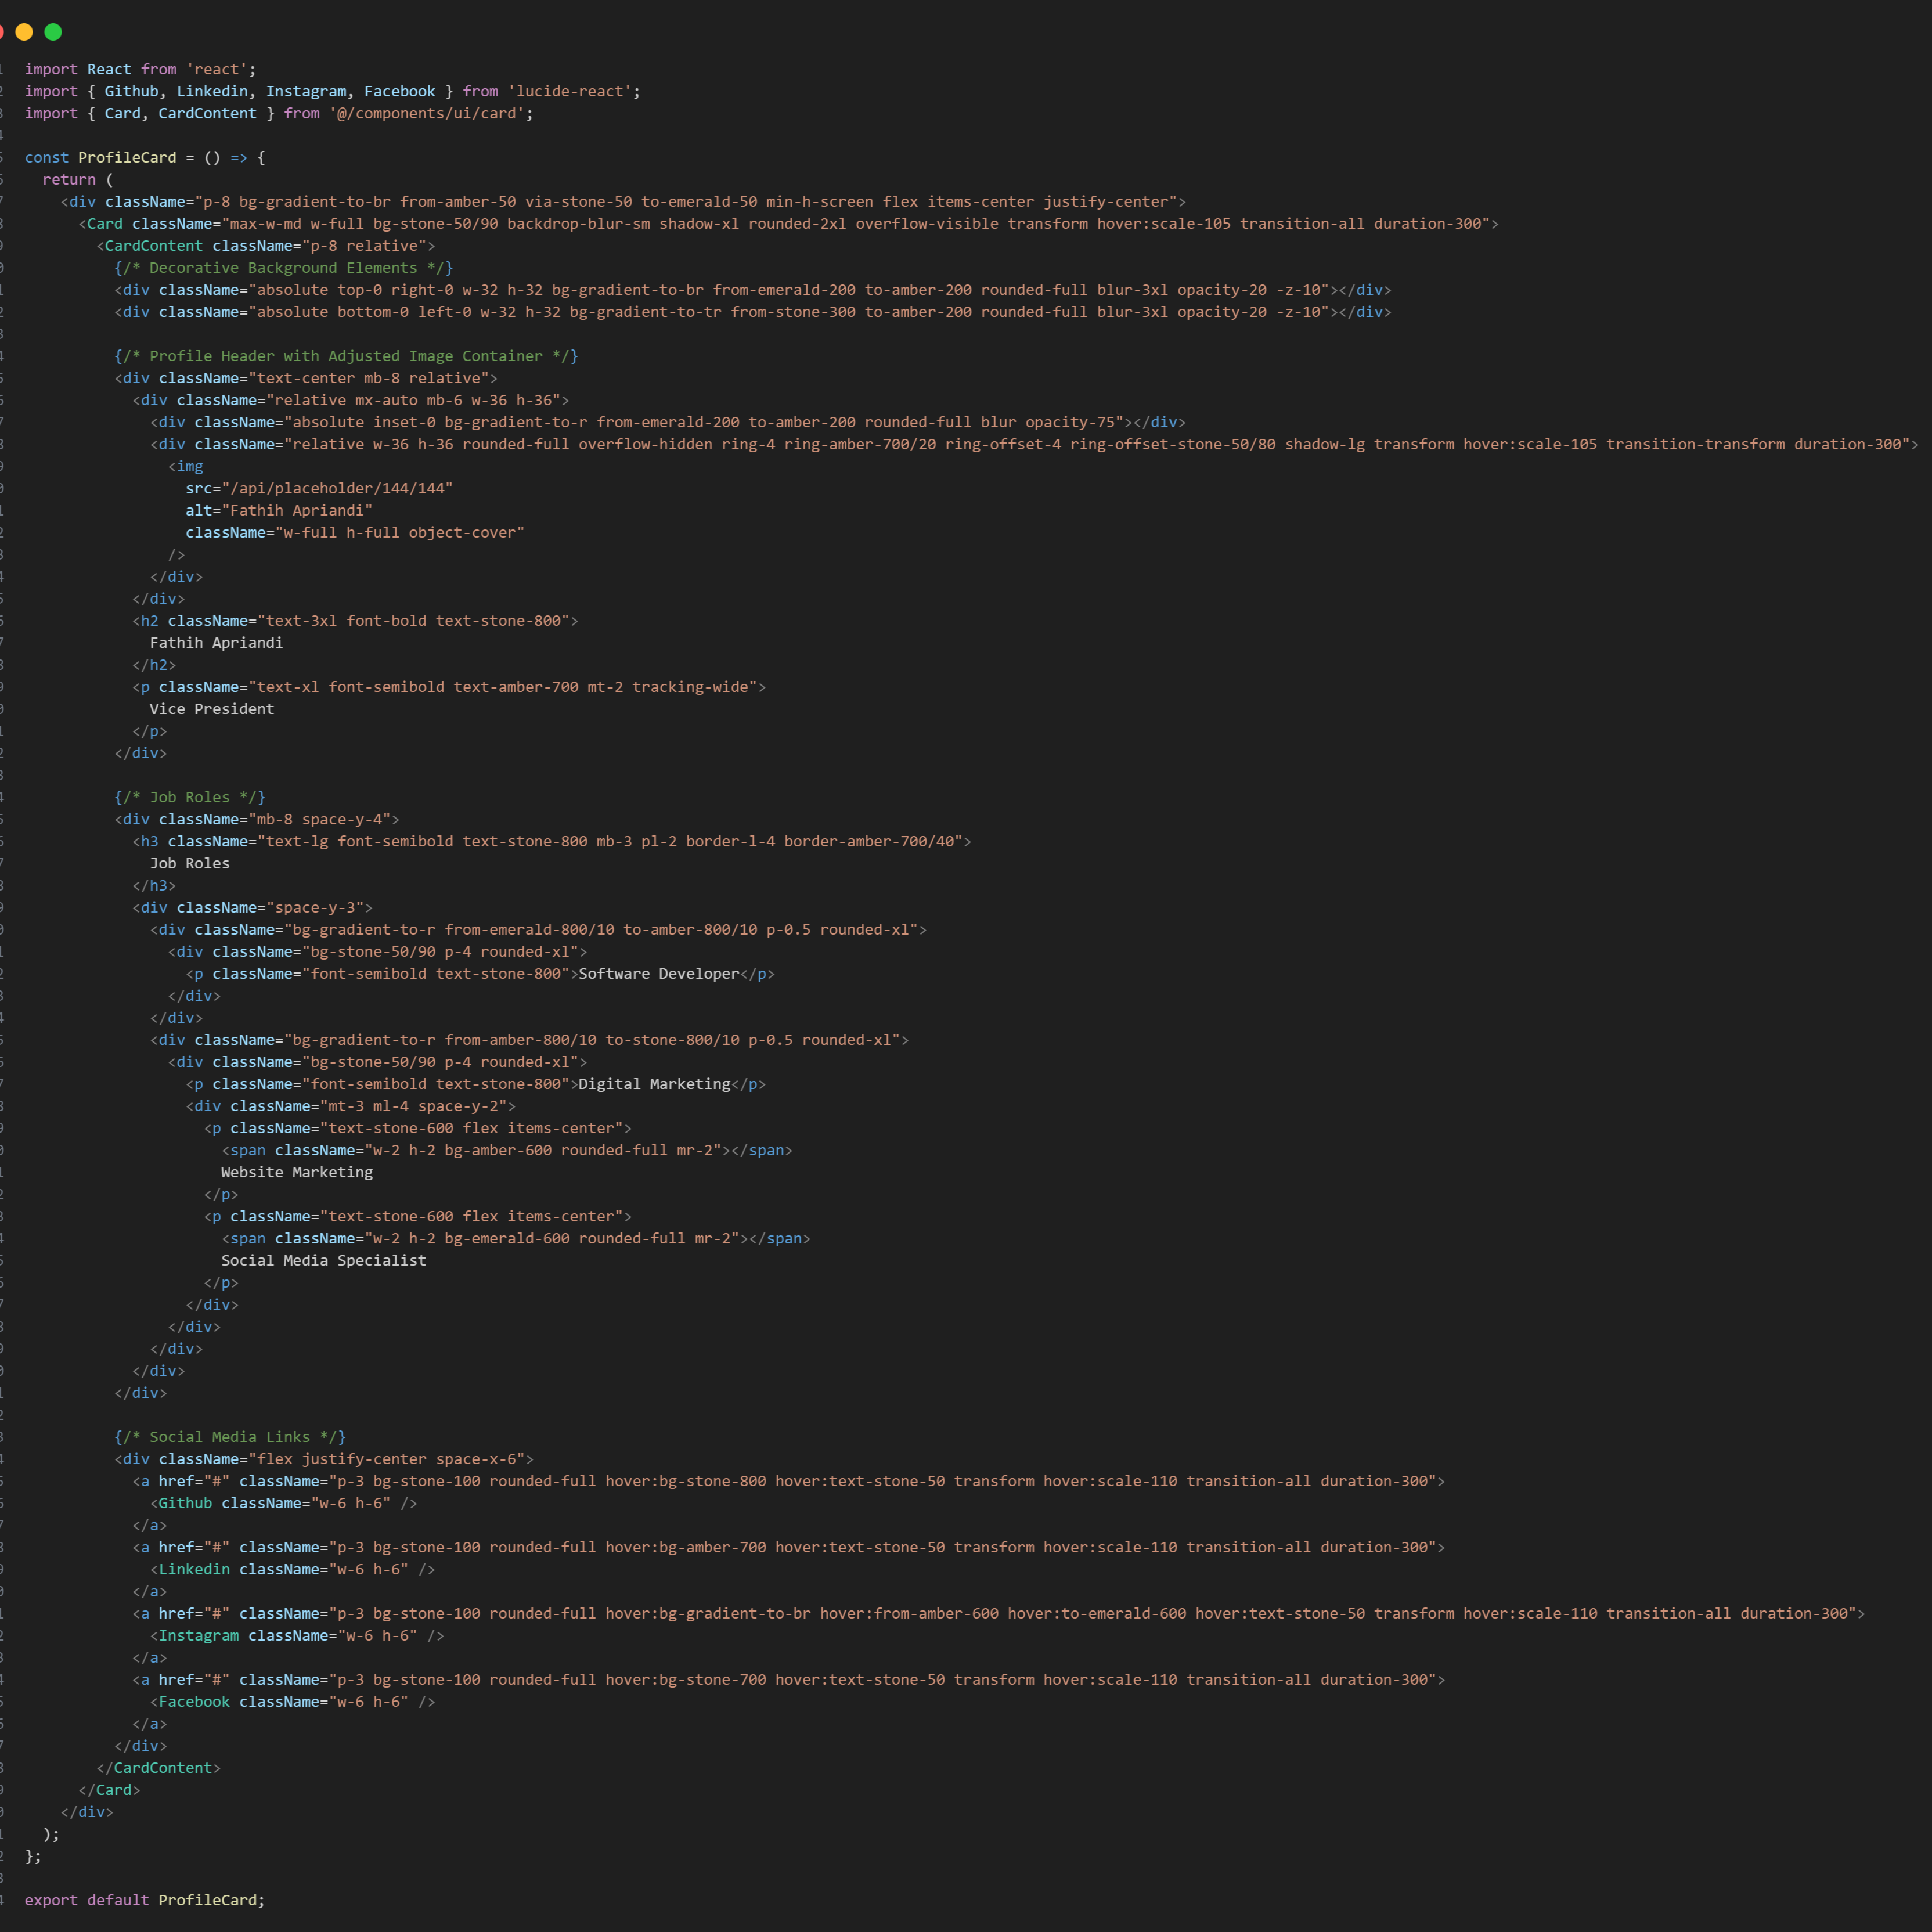 import React from 'react';
import { Github, Linkedin, Instagram, Facebook } from 'lucide-react';
import { Card, CardContent } from '@/components/ui/card';

const ProfileCard = () => {
  return (
    <div className="p-8 bg-gradient-to-br from-amber-50 via-stone-50 to-emerald-50 min-h-screen flex items-center justify-center">
      <Card className="max-w-md w-full bg-stone-50/90 backdrop-blur-sm shadow-xl rounded-2xl overflow-visible transform hover:scale-105 transition-all duration-300">
        <CardContent className="p-8 relative">
          {/* Decorative Background Elements */}
          <div className="absolute top-0 right-0 w-32 h-32 bg-gradient-to-br from-emerald-200 to-amber-200 rounded-full blur-3xl opacity-20 -z-10"></div>
          <div className="absolute bottom-0 left-0 w-32 h-32 bg-gradient-to-tr from-stone-300 to-amber-200 rounded-full blur-3xl opacity-20 -z-10"></div>

          {/* Profile Header with Adjusted Image Container */}
          <div className="text-center mb-8 relative">
            <div className="relative mx-auto mb-6 w-36 h-36">
              <div className="absolute inset-0 bg-gradient-to-r from-emerald-200 to-amber-200 rounded-full blur opacity-75"></div>
              <div className="relative w-36 h-36 rounded-full overflow-hidden ring-4 ring-amber-700/20 ring-offset-4 ring-offset-stone-50/80 shadow-lg transform hover:scale-105 transition-transform duration-300">
                <img
                  src="/api/placeholder/144/144"
                  alt="Fathih Apriandi"
                  className="w-full h-full object-cover"
                />
              </div>
            </div>
            <h2 className="text-3xl font-bold text-stone-800">
              Fathih Apriandi
            </h2>
            <p className="text-xl font-semibold text-amber-700 mt-2 tracking-wide">
              Vice President
            </p>
          </div>

          {/* Job Roles */}
          <div className="mb-8 space-y-4">
            <h3 className="text-lg font-semibold text-stone-800 mb-3 pl-2 border-l-4 border-amber-700/40">
              Job Roles
            </h3>
            <div className="space-y-3">
              <div className="bg-gradient-to-r from-emerald-800/10 to-amber-800/10 p-0.5 rounded-xl">
                <div className="bg-stone-50/90 p-4 rounded-xl">
                  <p className="font-semibold text-stone-800">Software Developer</p>
                </div>
              </div>
              <div className="bg-gradient-to-r from-amber-800/10 to-stone-800/10 p-0.5 rounded-xl">
                <div className="bg-stone-50/90 p-4 rounded-xl">
                  <p className="font-semibold text-stone-800">Digital Marketing</p>
                  <div className="mt-3 ml-4 space-y-2">
                    <p className="text-stone-600 flex items-center">
                      <span className="w-2 h-2 bg-amber-600 rounded-full mr-2"></span>
                      Website Marketing
                    </p>
                    <p className="text-stone-600 flex items-center">
                      <span className="w-2 h-2 bg-emerald-600 rounded-full mr-2"></span>
                      Social Media Specialist
                    </p>
                  </div>
                </div>
              </div>
            </div>
          </div>

          {/* Social Media Links */}
          <div className="flex justify-center space-x-6">
            <a href="#" className="p-3 bg-stone-100 rounded-full hover:bg-stone-800 hover:text-stone-50 transform hover:scale-110 transition-all duration-300">
              <Github className="w-6 h-6" />
            </a>
            <a href="#" className="p-3 bg-stone-100 rounded-full hover:bg-amber-700 hover:text-stone-50 transform hover:scale-110 transition-all duration-300">
              <Linkedin className="w-6 h-6" />
            </a>
            <a href="#" className="p-3 bg-stone-100 rounded-full hover:bg-gradient-to-br hover:from-amber-600 hover:to-emerald-600 hover:text-stone-50 transform hover:scale-110 transition-all duration-300">
              <Instagram className="w-6 h-6" />
            </a>
            <a href="#" className="p-3 bg-stone-100 rounded-full hover:bg-stone-700 hover:text-stone-50 transform hover:scale-110 transition-all duration-300">
              <Facebook className="w-6 h-6" />
            </a>
          </div>
        </CardContent>
      </Card>
    </div>
  );
};

export default ProfileCard;